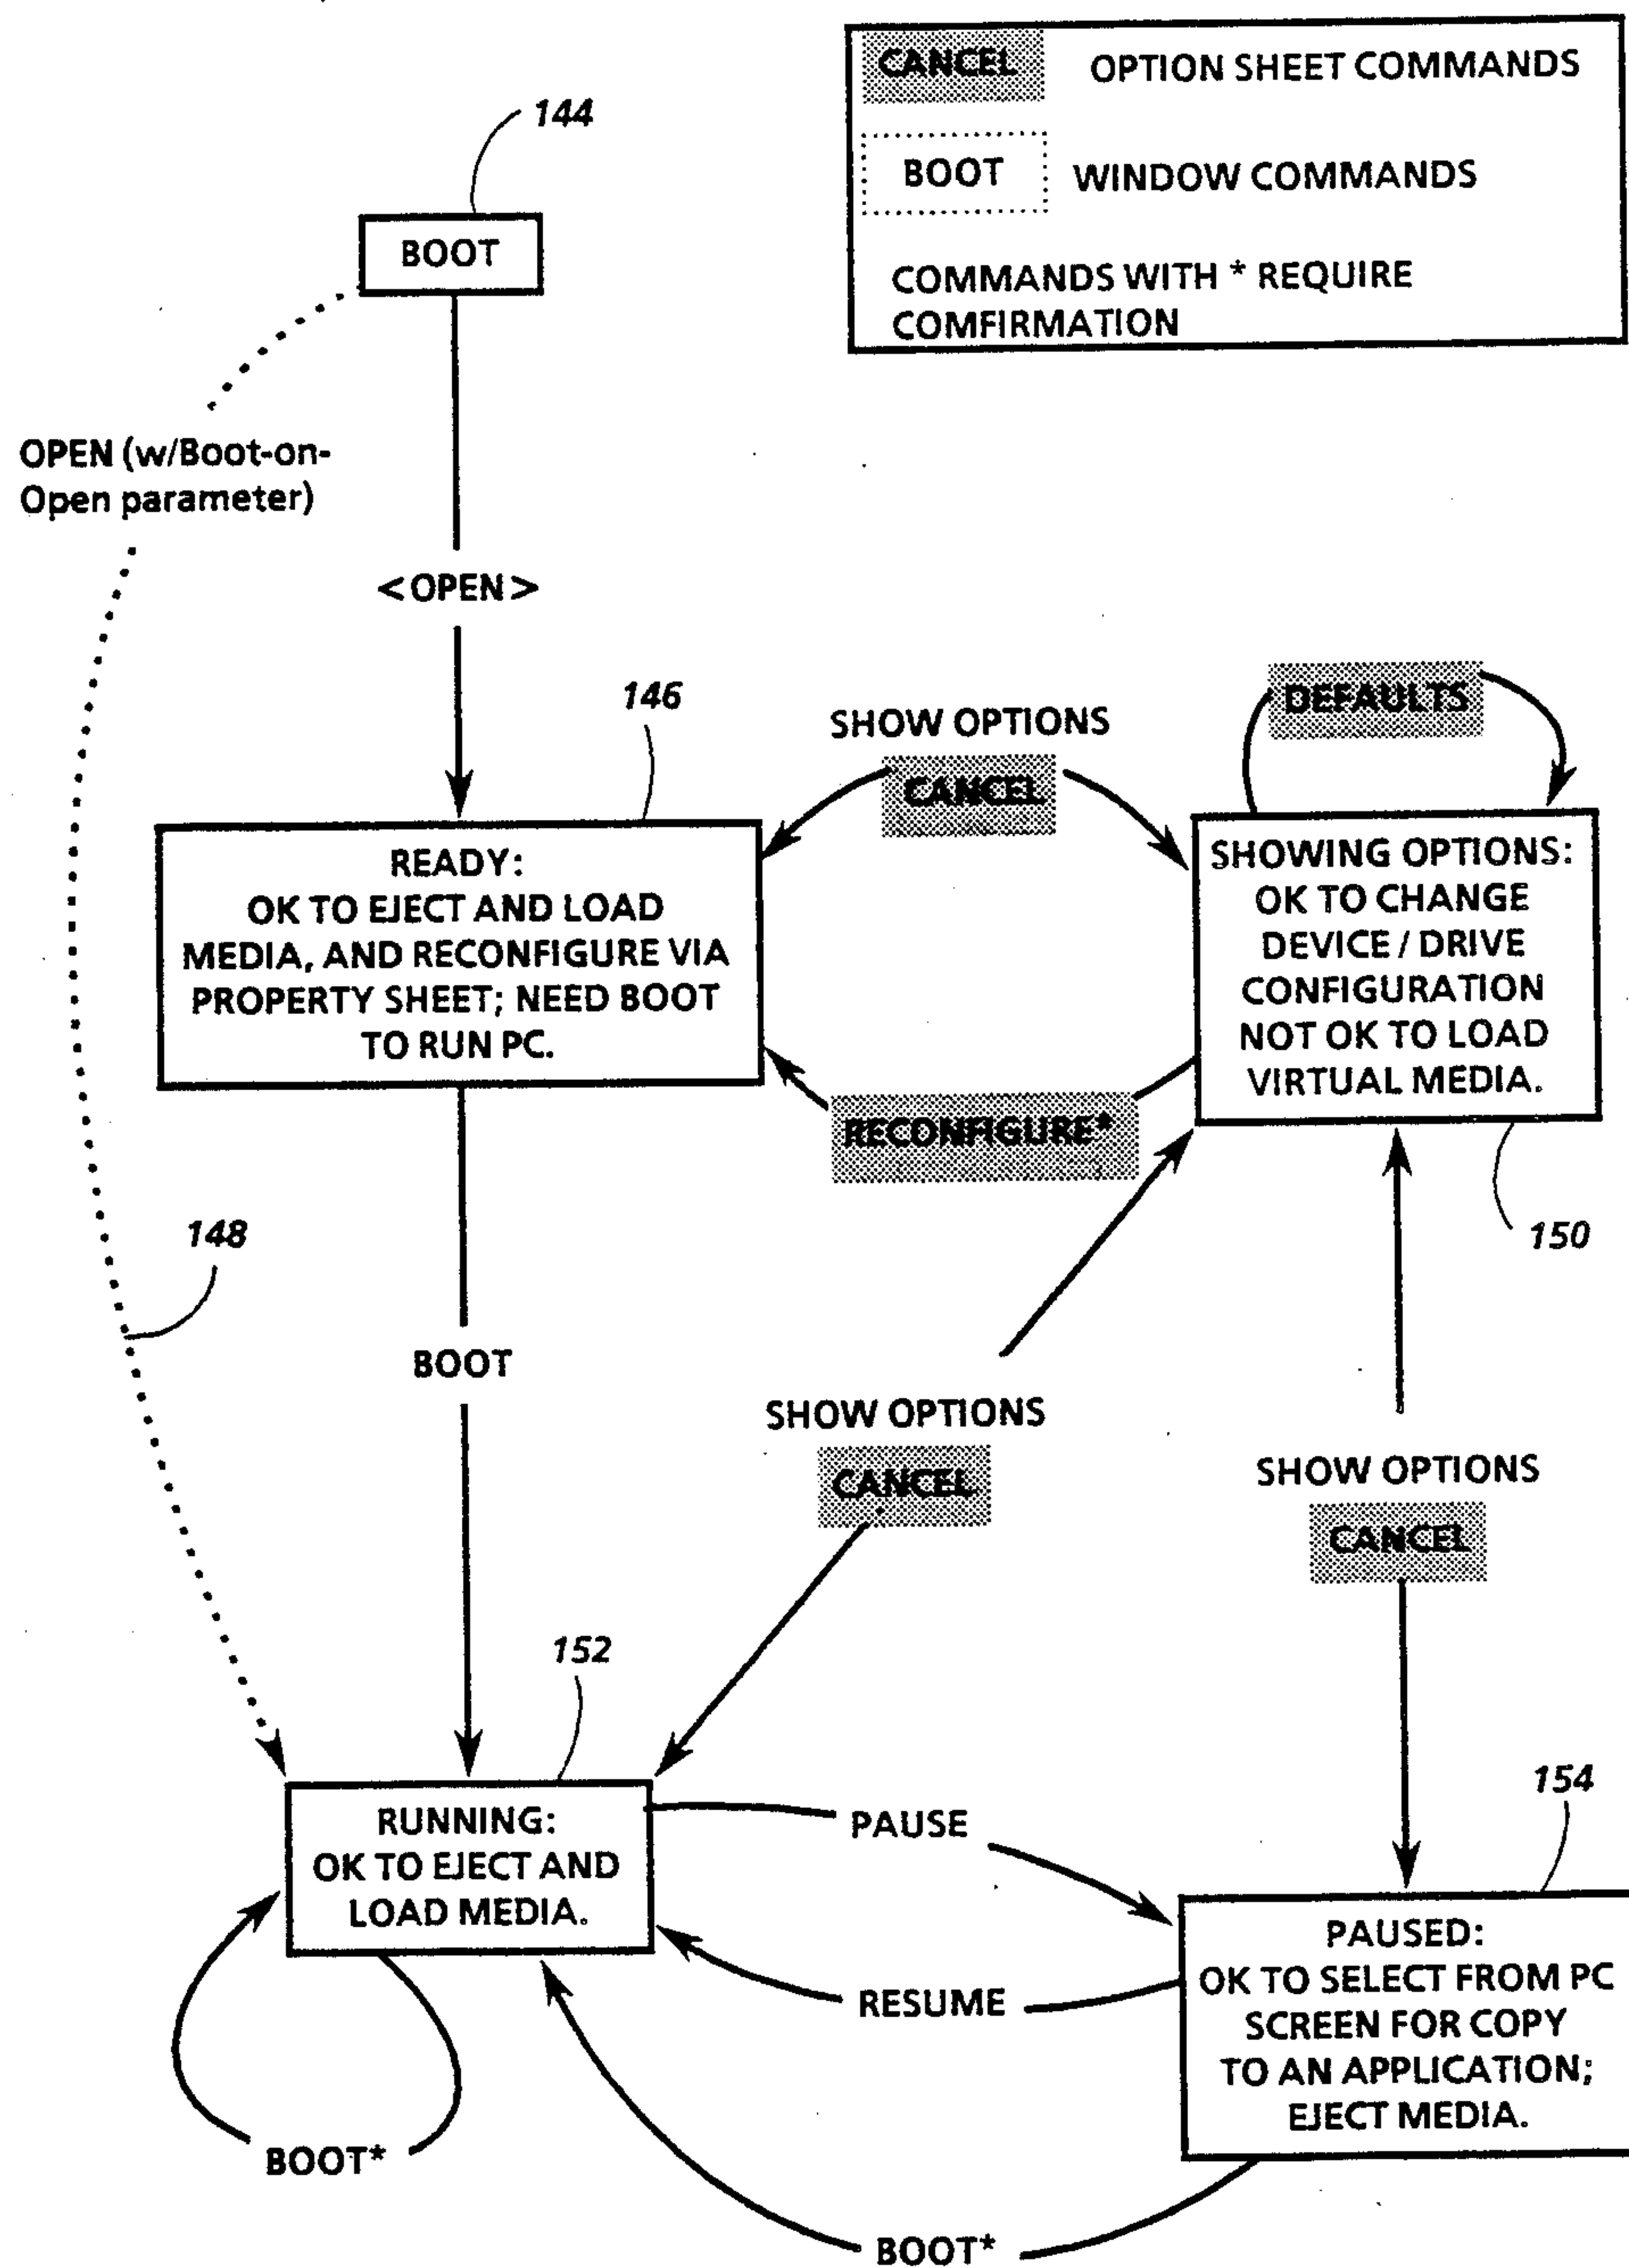 CANCEL OPTION SHEET COMMANDS
BOOT WINDOW COMMANDS
COMMANDS WITH * REQUIRE
COMFIRMATION
144
BOOT
OPEN (w/Boot-on-
Open parameter)
<OPEN>
146
SHOW OPTIONS
CANCEL
DEFAULTS
READY:
OK TO EJECT AND LOAD
MEDIA, AND RECONFIGURE VIA
PROPERTY SHEET; NEED BOOT
TO RUN PC.
SHOWING OPTIONS:
OK TO CHANGE
DEVICE / DRIVE
CONFIGURATION
NOT OK TO LOAD
VIRTUAL MEDIA.
RECONFIGURE*
148
150
BOOT
SHOW OPTIONS
CANCEL
SHOW OPTIONS
CANCEL
152
154
RUNNING:
OK TO EJECT AND
LOAD MEDIA.
PAUSE
RESUME
PAUSED:
OK TO SELECT FROM PC
SCREEN FOR COPY
TO AN APPLICATION;
EJECT MEDIA.
BOOT*
BOOT*